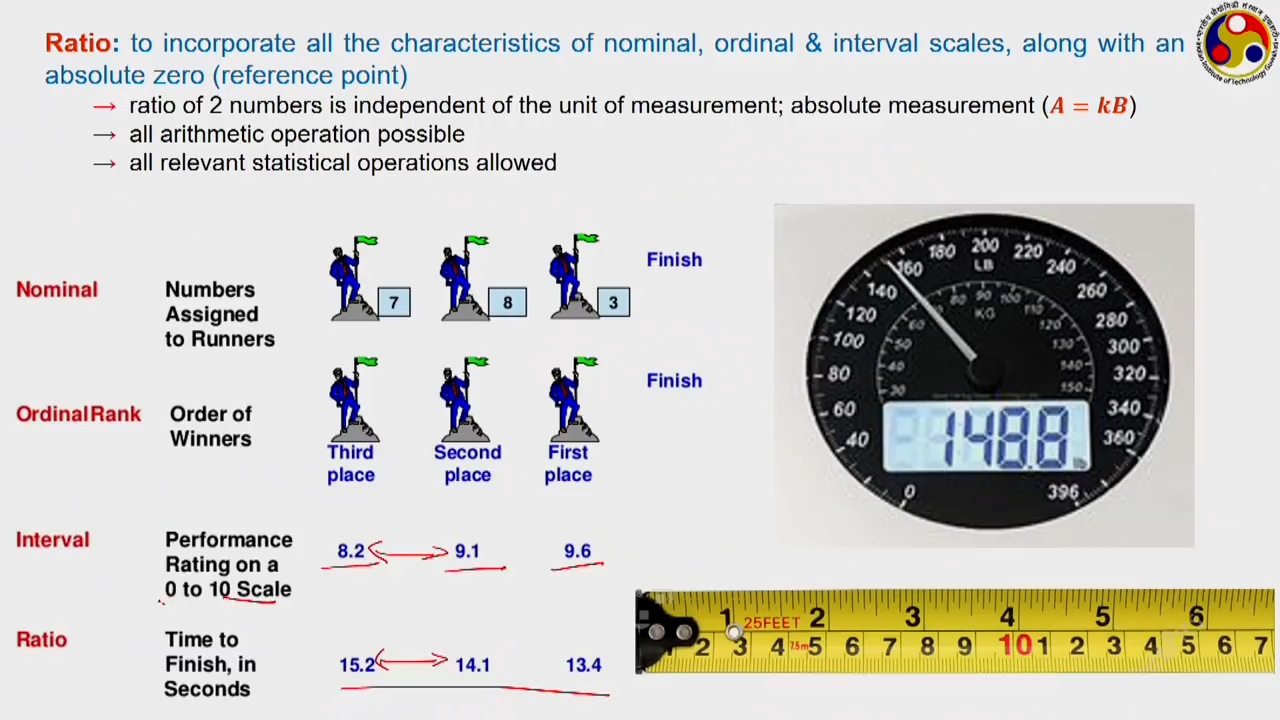 Ratio: to incorporate all the characteristics of nominal, ordinal & interval scales, along with an
absolute zero (reference point)
→ ratio of 2 numbers is independent of the unit of measurement; absolute measurement (A = kB)
→ all arithmetic operation possible
→ all relevant statistical operations allowed
Nominal
Numbers
Assigned
to Runners
7
8
3
Finish
Ordinal Rank
Order of
Winners
Finish
Third
place
Second
place
First
place
Interval
Performance
Rating on a
0 to 10 Scale
8.2
9.1
9.6
Ratio
Time to
Finish, in
Seconds
15.2
14.1
13.4
0 40 60 80 100 120 140 160 180 200 220 240 260 280 300 320 340 360 396
LB
30 40 50 60 80 90 100 110 120 130 140 150
KG
148.8
lb
1 2 3 4 5 6
25FEET
2 3 4 7.5m 5 6 7 8 9 10 1 2 3 4 5 6 7